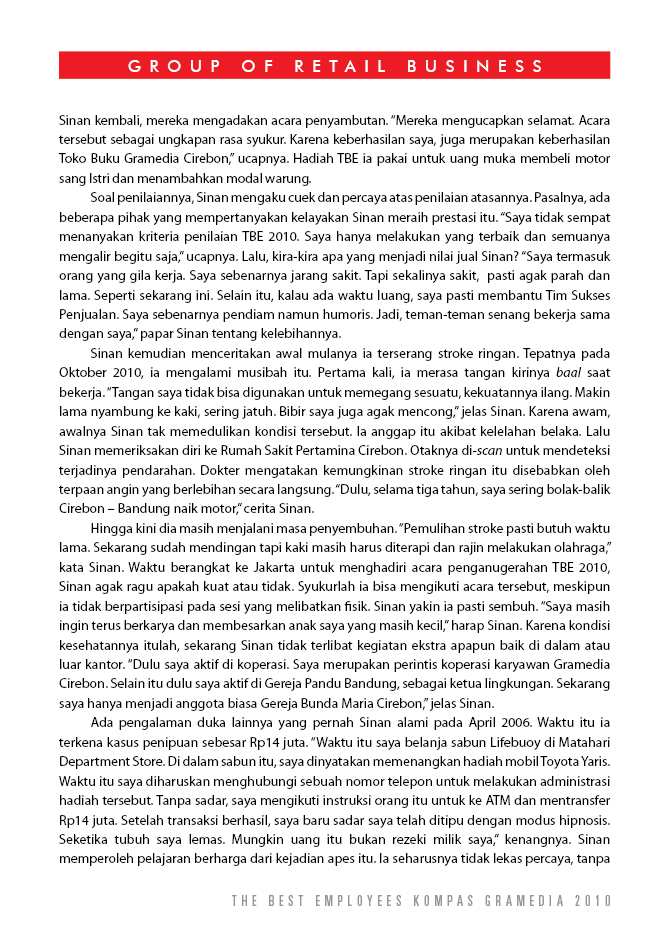 GROUP OF RETAIL BUSINESS
Sinan kembali, mereka mengadakan acara penyambutan. “Mereka mengucapkan selamat. Acara
tersebut sebagai ungkapan rasa syukur. Karena keberhasilan saya, juga merupakan keberhasilan
Toko Buku Gramedia Cirebon,” ucapnya. Hadiah TBE ia pakai untuk uang muka membeli motor
sang Istri dan menambahkan modal warung.
Soal penilaiannya, Sinan mengaku cuek dan percaya atas penilaian atasannya. Pasalnya, ada
beberapa pihak yang mempertanyakan kelayakan Sinan meraih prestasi itu. “Saya tidak sempat
menanyakan kriteria penilaian TBE 2010. Saya hanya melakukan yang terbaik dan semuanya
mengalir begitu saja,” ucapnya. Lalu, kira-kira apa yang menjadi nilai jual Sinan? “Saya termasuk
orang yang gila kerja. Saya sebenarnya jarang sakit. Tapi sekalinya sakit, pasti agak parah dan
lama. Seperti sekarang ini. Selain itu, kalau ada waktu luang, saya pasti membantu Tim Sukses
Penjualan. Saya sebenarnya pendiam namun humoris. Jadi, teman-teman senang bekerja sama
dengan saya,” papar Sinan tentang kelebihannya.
Sinan kemudian menceritakan awal mulanya ia terserang stroke ringan. Tepatnya pada
Oktober 2010, ia mengalami musibah itu. Pertama kali, ia merasa tangan kirinya baal saat
bekerja. “Tangan saya tidak bisa digunakan untuk memegang sesuatu, kekuatannya ilang. Makin
lama nyambung ke kaki, sering jatuh. Bibir saya juga agak mencong,” jelas Sinan. Karena awam,
awalnya Sinan tak memedulikan kondisi tersebut. Ia anggap itu akibat kelelahan belaka. Lalu
Sinan memeriksakan diri ke Rumah Sakit Pertamina Cirebon. Otaknya di-scan untuk mendeteksi
terjadinya pendarahan. Dokter mengatakan kemungkinan stroke ringan itu disebabkan oleh
terpaan angin yang berlebihan secara langsung. “Dulu, selama tiga tahun, saya sering bolak-balik
Cirebon – Bandung naik motor,” cerita Sinan.
Hingga kini dia masih menjalani masa penyembuhan. “Pemulihan stroke pasti butuh waktu
lama. Sekarang sudah mendingan tapi kaki masih harus diterapi dan rajin melakukan olahraga,”
kata Sinan. Waktu berangkat ke Jakarta untuk menghadiri acara penganugerahan TBE 2010,
Sinan agak ragu apakah kuat atau tidak. Syukurlah ia bisa mengikuti acara tersebut, meskipun
ia tidak berpartisipasi pada sesi yang melibatkan fisik. Sinan yakin ia pasti sembuh. “Saya masih
ingin terus berkarya dan membesarkan anak saya yang masih kecil,” harap Sinan. Karena kondisi
kesehatannya itulah, sekarang Sinan tidak terlibat kegiatan ekstra apapun baik di dalam atau
luar kantor. “Dulu saya aktif di koperasi. Saya merupakan perintis koperasi karyawan Gramedia
Cirebon. Selain itu dulu saya aktif di Gereja Pandu Bandung, sebagai ketua lingkungan. Sekarang
saya hanya menjadi anggota biasa Gereja Bunda Maria Cirebon,” jelas Sinan.
Ada pengalaman duka lainnya yang pernah Sinan alami pada April 2006. Waktu itu ia
terkena kasus penipuan sebesar Rp14 juta. “Waktu itu saya belanja sabun Lifebuoy di Matahari
Department Store. Di dalam sabun itu, saya dinyatakan memenangkan hadiah mobil Toyota Yaris.
Waktu itu saya diharuskan menghubungi sebuah nomor telepon untuk melakukan administrasi
hadiah tersebut. Tanpa sadar, saya mengikuti instruksi orang itu untuk ke ATM dan mentransfer
Rp14 juta. Setelah transaksi berhasil, saya baru sadar saya telah ditipu dengan modus hipnosis.
Seketika tubuh saya lemas. Mungkin uang itu bukan rezeki milik saya,” kenangnya. Sinan
memperoleh pelajaran berharga dari kejadian apes itu. Ia seharusnya tidak lekas percaya, tanpa
THE BEST EMPLOYEES KOMPAS GRAMEDIA 2010